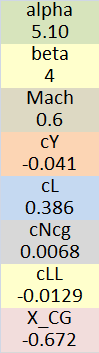 alpha
5.10
beta
4
Mach
0.6
cY
-0.041
cL
0.386
cNcg
0.0068
cLL
-0.0129
X_CG
-0.672